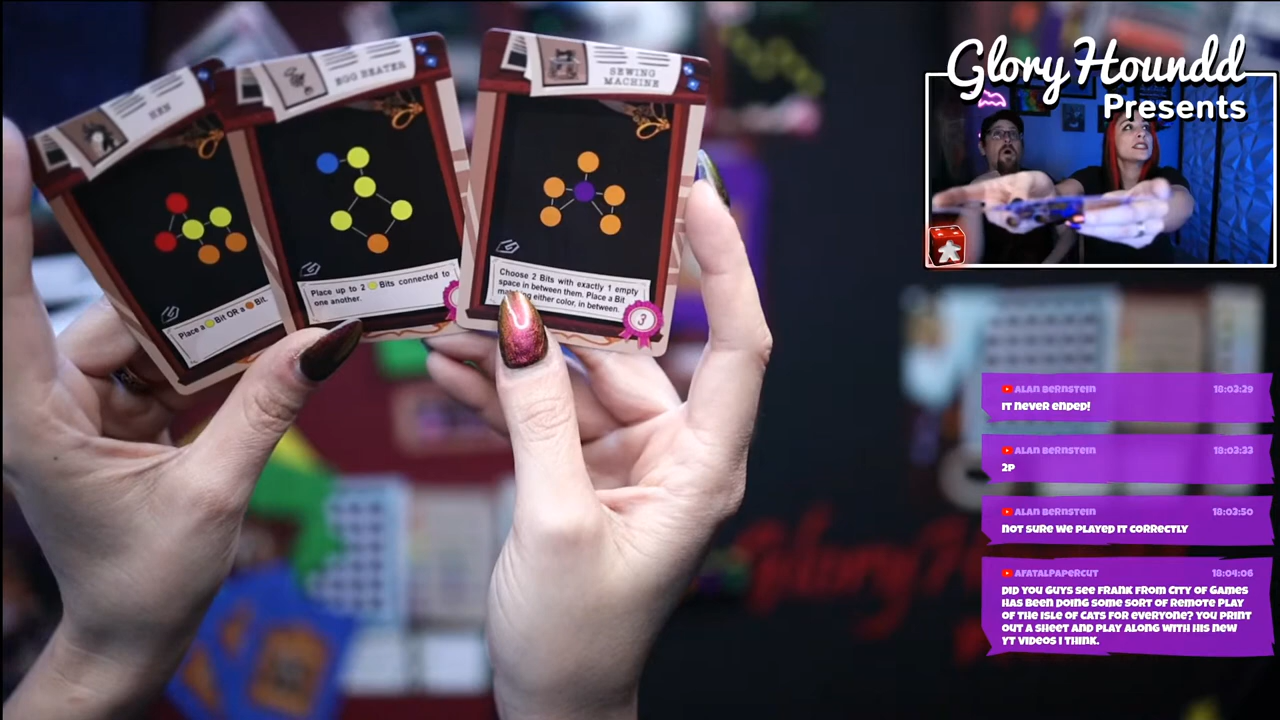 HEN
Place a Bit OR a Bit.
EGG BEATER
Place up to 2 Bits connected to
one another.
SEWING
MACHINE
Choose 2 Bits with exactly 1 empty
space in between them. Place a Bit
either color, in between.
3
Glory Houndd
Presents
ALAN BERNSTEIN 18:03:29
IT NEVER ENDED!
ALAN BERNSTEIN 18:03:33
2P
ALAN BERNSTEIN 18:03:50
NOT SURE WE PLAYED IT CORRECTLY
AFATALPAPERCUT 18:04:06
DID YOU GUYS SEE FRANK FROM CITY OF GAMES
HAS BEEN DOING SOME SORT OF REMOTE PLAY
OF THE ISLE OF CATS FOR EVERYONE? YOU PRINT
OUT A SHEET AND PLAY ALONG WITH HIS NEW
YT VIDEOS I THINK.
Glory